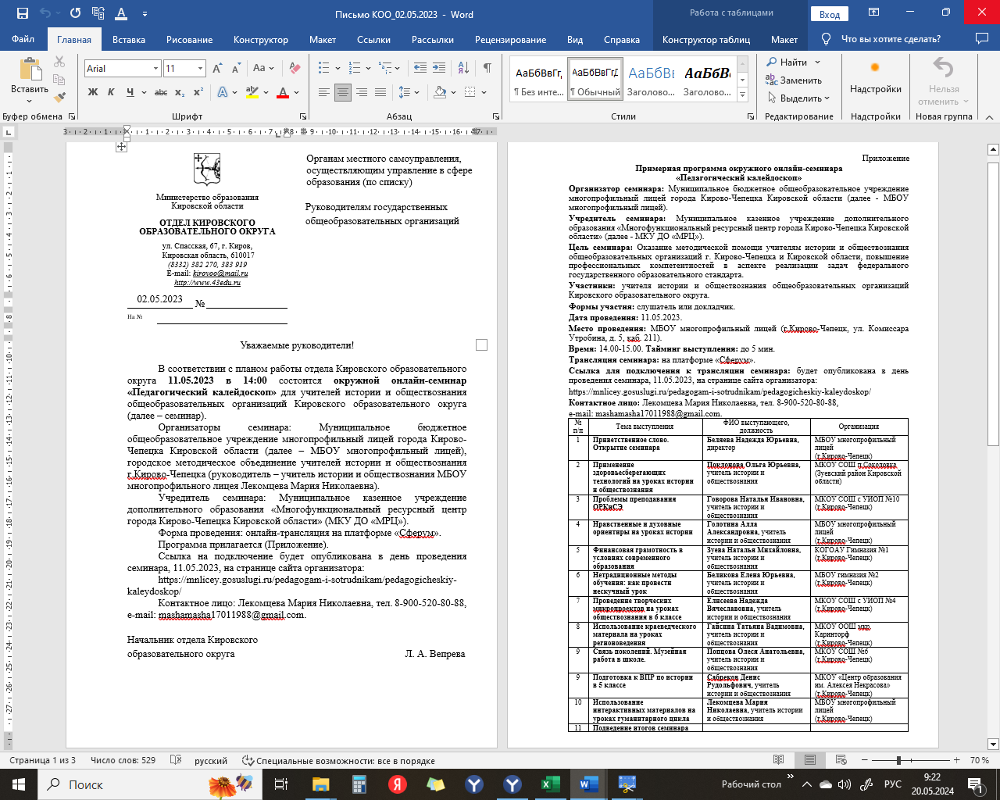 Письмо КОО_02.05.2023 - Word
Работа с таблицами
Вход
Файл
Главная
Вставка
Рисование
Конструктор
Макет
Ссылки
Рассылки
Рецензирование
Вид
Справка
Конструктор таблиц
Макет
Что вы хотите сделать?
Вставить
Буфер обмена
Arial
11
Шрифт
Абзац
АаБбВвГг,
АаБбВвГгД
АаБбВ
АаБбВ
¶ Без инте...
¶ Обычный
Заголово...
Заголово...
Стили
Найти
Заменить
Выделить
Редактирование
Настройки
Настройки
Нельзя
отменить
Новая группа
Министерство образования
Кировской области
ОТДЕЛ КИРОВСКОГО
ОБРАЗОВАТЕЛЬНОГО ОКРУГА
ул. Спасская, 67, г. Киров,
Кировская область, 610017
(8332) 382 270, 383 919
E-mail: kirovoo@mail.ru
http://www.43edu.ru
02.05.2023 №
На №
Органам местного самоуправления,
осуществляющим управление в сфере
образования (по списку)
Руководителям государственных
общеобразовательных организаций
Уважаемые руководители!
В соответствии с планом работы отдела Кировского образовательного
округа 11.05.2023 в 14:00 состоится окружной онлайн-семинар
«Педагогический калейдоскоп» для учителей истории и обществознания
общеобразовательных организаций Кировского образовательного округа
(далее – семинар).
Организаторы семинара: Муниципальное бюджетное
общеобразовательное учреждение многопрофильный лицей города Кирово-
Чепецка Кировской области (далее – МБОУ многопрофильный лицей),
городское методическое объединение учителей истории и обществознания
г.Кирово-Чепецка (руководитель – учитель истории и обществознания МБОУ
многопрофильного лицея Лекомцева Мария Николаевна).
Учредитель семинара: Муниципальное казенное учреждение
дополнительного образования «Многофункциональный ресурсный центр
города Кирово-Чепецка Кировской области» (МКУ ДО «МРЦ»).
Форма проведения: онлайн-трансляция на платформе «Сферум».
Программа прилагается (Приложение).
Ссылка на подключение будет опубликована в день проведения
семинара, 11.05.2023, на странице сайта организатора:
https://mnlicey.gosuslugi.ru/pedagogam-i-sotrudnikam/pedagogicheskiy-
kaleydoskop/
Контактное лицо: Лекомцева Мария Николаевна, тел. 8-900-520-80-88,
e-mail: mashamasha17011988@gmail.com.
Начальник отдела Кировского
образовательного округа Л. А. Вепрева
Приложение
Примерная программа окружного онлайн-семинара
«Педагогический калейдоскоп»
Организатор семинара: Муниципальное бюджетное общеобразовательное учреждение
многопрофильный лицей города Кирово-Чепецка Кировской области (далее - МБОУ
многопрофильный лицей).
Учредитель семинара: Муниципальное казенное учреждение дополнительного
образования «Многофункциональный ресурсный центр города Кирово-Чепецка Кировской
области» (далее - МКУ ДО «МРЦ»).
Цель семинара: Оказание методической помощи учителям истории и обществознания
общеобразовательных организаций г. Кирово-Чепецка и Кировской области, повышение
профессиональных компетентностей в аспекте реализации задач федерального
государственного образовательного стандарта.
Участники: учителя истории и обществознания общеобразовательных организаций
Кировского образовательного округа.
Формы участия: слушатель или докладчик.
Дата проведения: 11.05.2023.
Место проведения: МБОУ многопрофильный лицей (г.Кирово-Чепецк, ул. Комиссара
Утробина, д. 5, каб. 211).
Время: 14.00-15.00. Тайминг выступления: до 5 мин.
Трансляция семинара: на платформе «Сферум».
Ссылка для подключения к трансляции семинара: будет опубликована в день
проведения семинара, 11.05.2023, на странице сайта организатора:
https://mnlicey.gosuslugi.ru/pedagogam-i-sotrudnikam/pedagogicheskiy-kaleydoskop/
Контактное лицо: Лекомцева Мария Николаевна, тел. 8-900-520-80-88,
e-mail: mashamasha17011988@gmail.com.
№ п/п Тема выступления ФИО выступающего, должность Организация
1 Приветственное слово. Открытие семинара Беляева Надежда Юрьевна, директор МБОУ многопрофильный лицей (г.Кирово-Чепецк)
2 Применение здоровьесберегающих технологий на уроках истории и обществознания Поклонова Ольга Юрьевна, учитель истории и обществознания МКОУ СОШ п.Соколовка (Зуевский район Кировской области)
3 Проблемы преподавания ОРКиСЭ Говорова Наталья Ивановна, учитель истории и обществознания МКОУ СОШ с УИОП №10 (г.Кирово-Чепецк)
4 Нравственные и духовные ориентиры на уроках истории Голотина Алла Александровна, учитель истории и обществознания МБОУ многопрофильный лицей (г.Кирово-Чепецк)
5 Финансовая грамотность в условиях современного образования Зуева Наталья Михайловна, учитель истории и обществознания КОГОАУ Гимназия №1 (г.Кирово-Чепецк)
6 Нетрадиционные методы обучения: как провести нескучный урок Беликова Елена Юрьевна, учитель истории и обществознания МБОУ гимназия №2 (г.Кирово-Чепецк)
7 Проведение творческих микропроектов на уроках обществознания в 6 классе Елисеева Надежда Вячеславовна, учитель истории и обществознания МКОУ СОШ с УИОП №4 (г.Кирово-Чепецк)
8 Использование краеведческого материала на уроках регионоведения Гайсина Татьяна Вадимовна, учитель истории и обществознания МКОУ ООШ мкр. Каринторф (г.Кирово-Чепецк)
9 Связь поколений. Музейная работа в школе. Попцова Олеся Анатольевна, учитель истории и обществознания МКОУ СОШ №6 (г.Кирово-Чепецк)
9 Подготовка к ВПР по истории в 5 классе Сабреков Денис Рудольфович, учитель истории и обществознания МКОУ «Центр образования им. Алексея Некрасова» (г.Кирово-Чепецк)
10 Использование интерактивных материалов на уроках гуманитарного цикла Лекомцева Мария Николаевна, учитель истории и обществознания МБОУ многопрофильный лицей (г.Кирово-Чепецк)
11 Подведение итогов семинара
Страница 1 из 3
Число слов: 529
русский
Специальные возможности: все в порядке
70 %
Поиск
Рабочий стол
РУС
9:22
20.05.2024